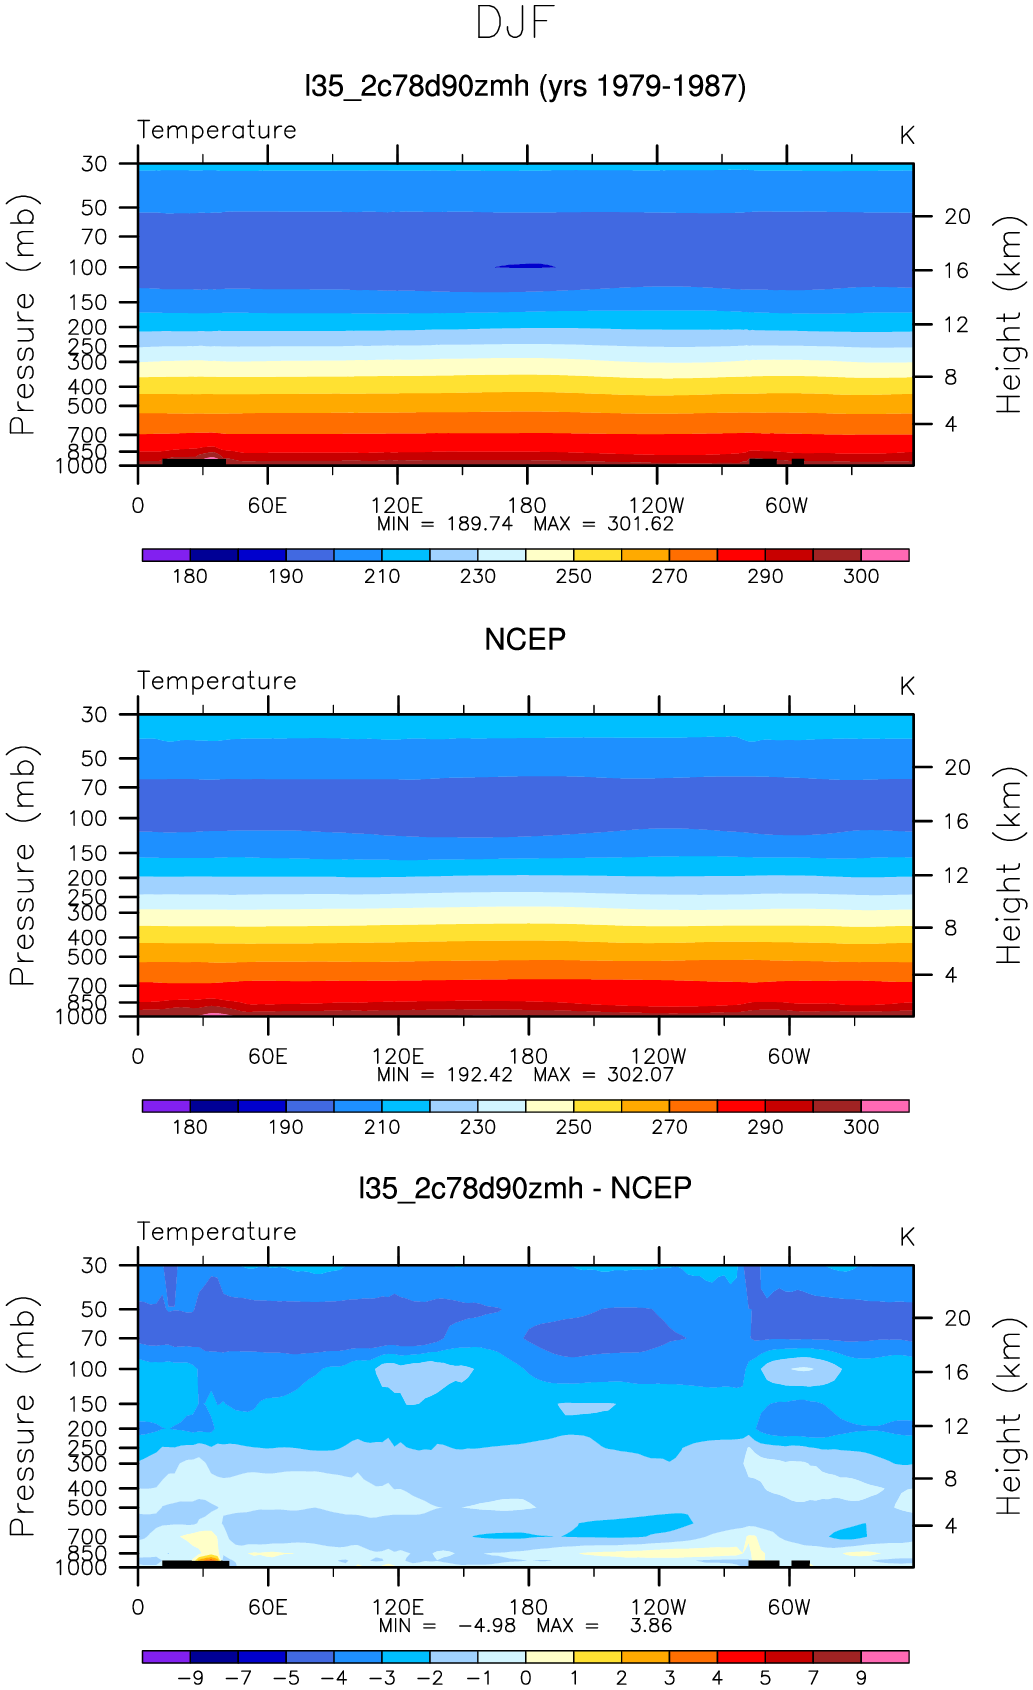 DJF
l35_2c78d90zmh (yrs 1979-1987)
Temperature K
Pressure (mb)
30
50
70
100
150
200
250
300
400
500
700
850
1000
20
16
12
8
4
Height (km)
0 60E 120E 180 120W 60W
MIN = 189.74 MAX = 301.62
180 190 210 230 250 270 290 300
NCEP
Temperature K
Pressure (mb)
30
50
70
100
150
200
250
300
400
500
700
850
1000
20
16
12
8
4
Height (km)
0 60E 120E 180 120W 60W
MIN = 192.42 MAX = 302.07
180 190 210 230 250 270 290 300
l35_2c78d90zmh - NCEP
Temperature K
Pressure (mb)
30
50
70
100
150
200
250
300
400
500
700
850
1000
20
16
12
8
4
Height (km)
0 60E 120E 180 120W 60W
MIN = -4.98 MAX = 3.86
-9 -7 -5 -4 -3 -2 -1 0 1 2 3 4 5 7 9